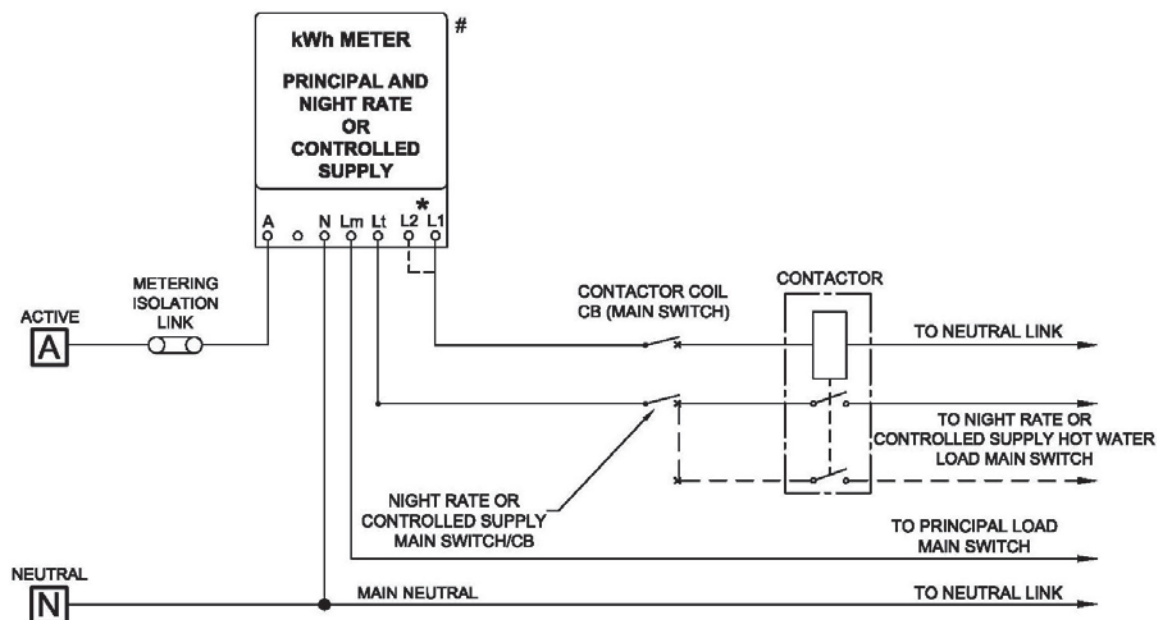 kWh METER
#
PRINCIPAL AND
NIGHT RATE
OR
CONTROLLED
SUPPLY
*
A N Lm Lt L2 L1
METERING
ISOLATION
LINK
ACTIVE
A
CONTACTOR COIL
CB (MAIN SWITCH)
CONTACTOR
TO NEUTRAL LINK
TO NIGHT RATE OR
CONTROLLED SUPPLY HOT WATER
LOAD MAIN SWITCH
NIGHT RATE OR
CONTROLLED SUPPLY
MAIN SWITCH/CB
TO PRINCIPAL LOAD
MAIN SWITCH
NEUTRAL
N
MAIN NEUTRAL
TO NEUTRAL LINK